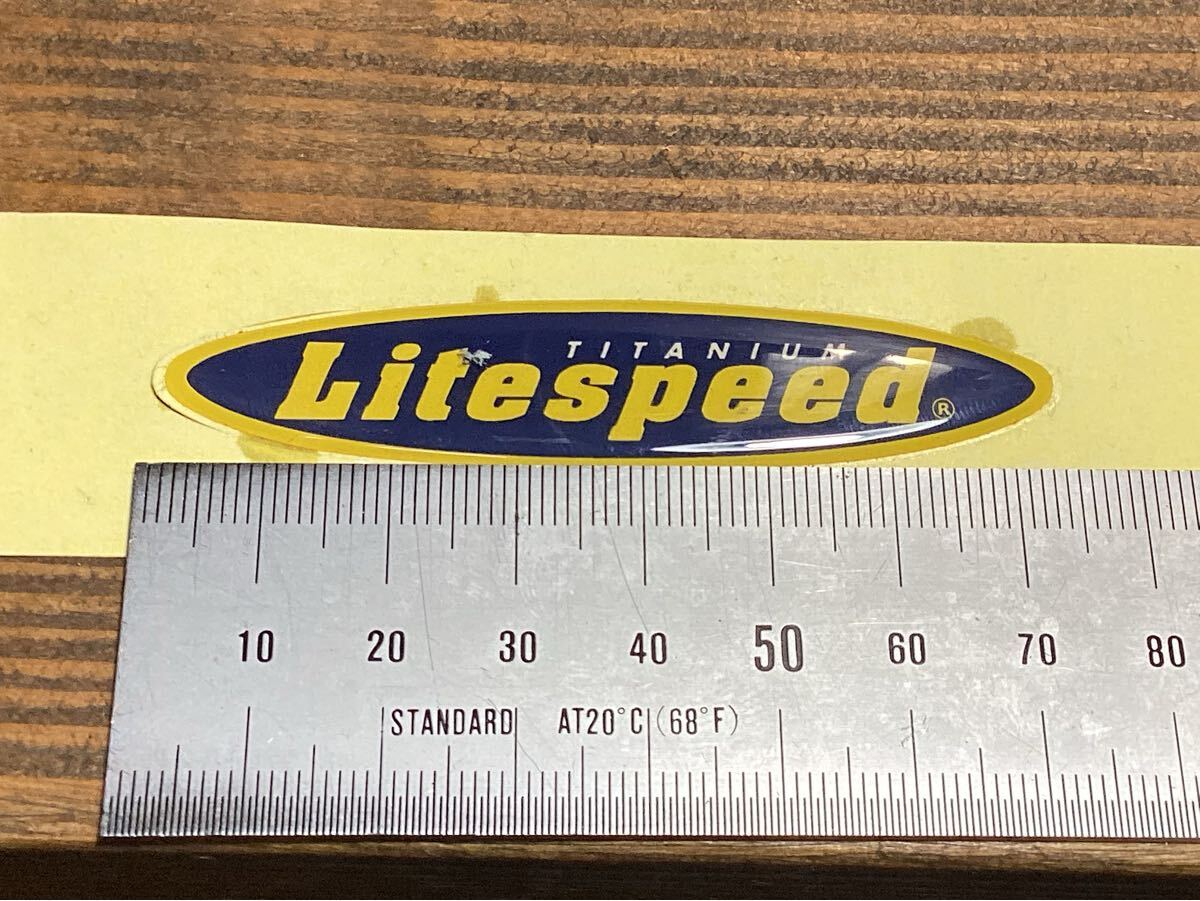 TITANIUM
Litespeed®
10 20 30 40 50 60 70 80
STANDARD AT20°C (68°F)